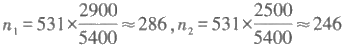 n₁ = 531 × 2900/5400 ≈ 286 , n₂ = 531 × 2500/5400 ≈ 246